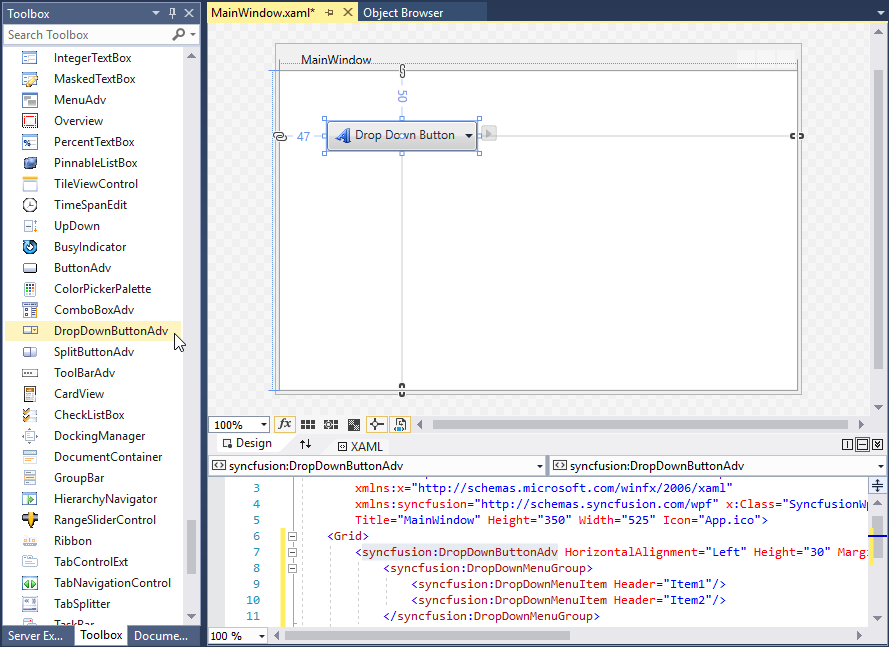 Toolbox
Search Toolbox
IntegerTextBox
MaskedTextBox
MenuAdv
Overview
PercentTextBox
PinnableListBox
TileViewControl
TimeSpanEdit
UpDown
BusyIndicator
ButtonAdv
ColorPickerPalette
ComboBoxAdv
DropDownButtonAdv
SplitButtonAdv
ToolBarAdv
CardView
CheckListBox
DockingManager
DocumentContainer
GroupBar
HierarchyNavigator
RangeSliderControl
Ribbon
TabControlExt
TabNavigationControl
TabSplitter
TaskBar
Server Ex... Toolbox Docume...
MainWindow.xaml* Object Browser
MainWindow
50
47
Drop Down Button
100% fx
Design XAML
syncfusion:DropDownButtonAdv syncfusion:DropDownButtonAdv
3 xmlns:x="http://schemas.microsoft.com/winfx/2006/xaml"
4 xmlns:syncfusion="http://schemas.syncfusion.com/wpf" x:Class="SyncfusionW
5 Title="MainWindow" Height="350" Width="525" Icon="App.ico">
6 <Grid>
7 <syncfusion:DropDownButtonAdv HorizontalAlignment="Left" Height="30" Marg
8 <syncfusion:DropDownMenuGroup>
9 <syncfusion:DropDownMenuItem Header="Item1"/>
10 <syncfusion:DropDownMenuItem Header="Item2"/>
11 </syncfusion:DropDownMenuGroup>
100 %